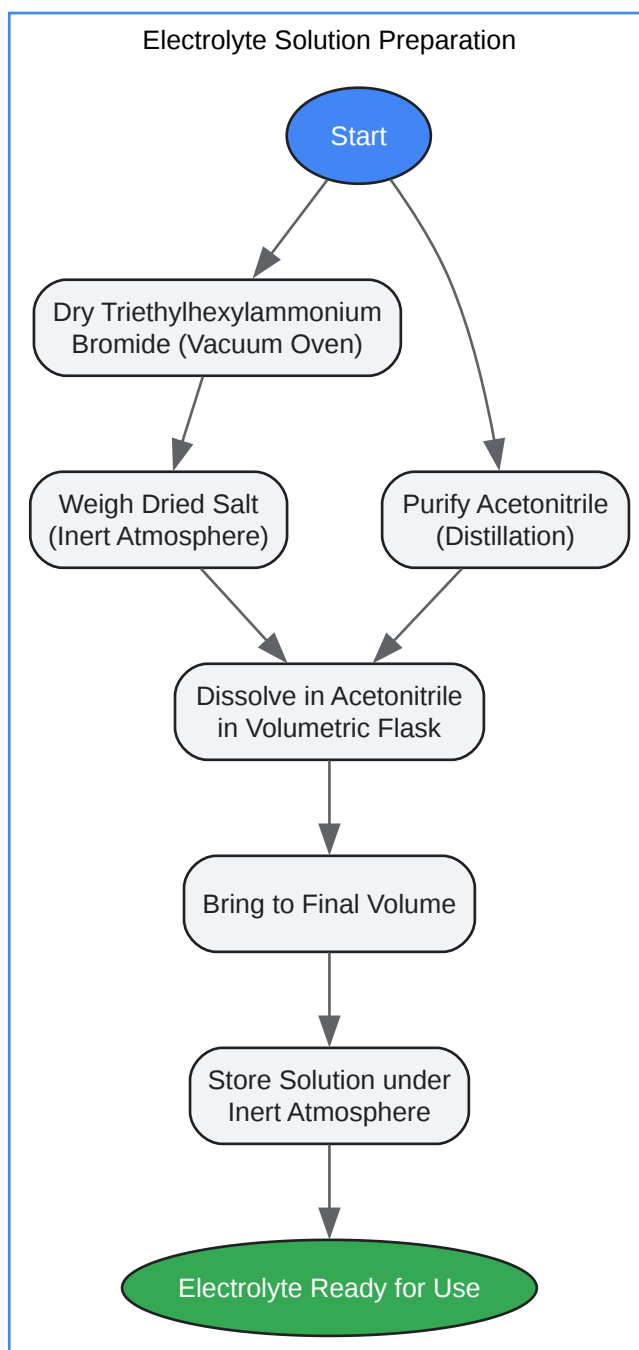 Electrolyte Solution Preparation
Start
Dry Triethylhexylammonium
Bromide (Vacuum Oven)
Weigh Dried Salt
(Inert Atmosphere)
Purify Acetonitrile
(Distillation)
Dissolve in Acetonitrile
in Volumetric Flask
Bring to Final Volume
Store Solution under
Inert Atmosphere
Electrolyte Ready for Use